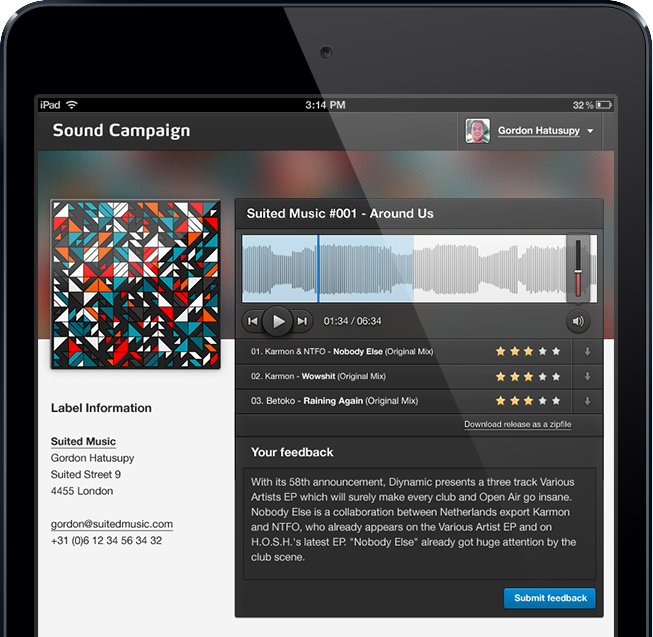 iPad 3:14 PM 32 %
Sound Campaign
Gordon Hatusupy
Suited Music #001 - Around Us
01:34 / 06:34
01. Karmon & NTFO - Nobody Else (Original Mix)
02. Karmon - Wowshit (Original Mix)
03. Betoko - Raining Again (Original Mix)
Download release as a zipfile
Label Information
Suited Music
Gordon Hatusupy
Suited Street 9
4455 London
gordon@suitedmusic.com
+31 (0)6 12 34 56 34 32
Your feedback
With its 58th announcement, Diynamic presents a three track Various
Artists EP which will surely make every club and Open Air go insane.
Nobody Else is a collaboration between Netherlands export Karmon
and NTFO, who already appears on the Various Artist EP and on
H.O.S.H.'s latest EP. "Nobody Else" already got huge attention by the
club scene.
Submit feedback